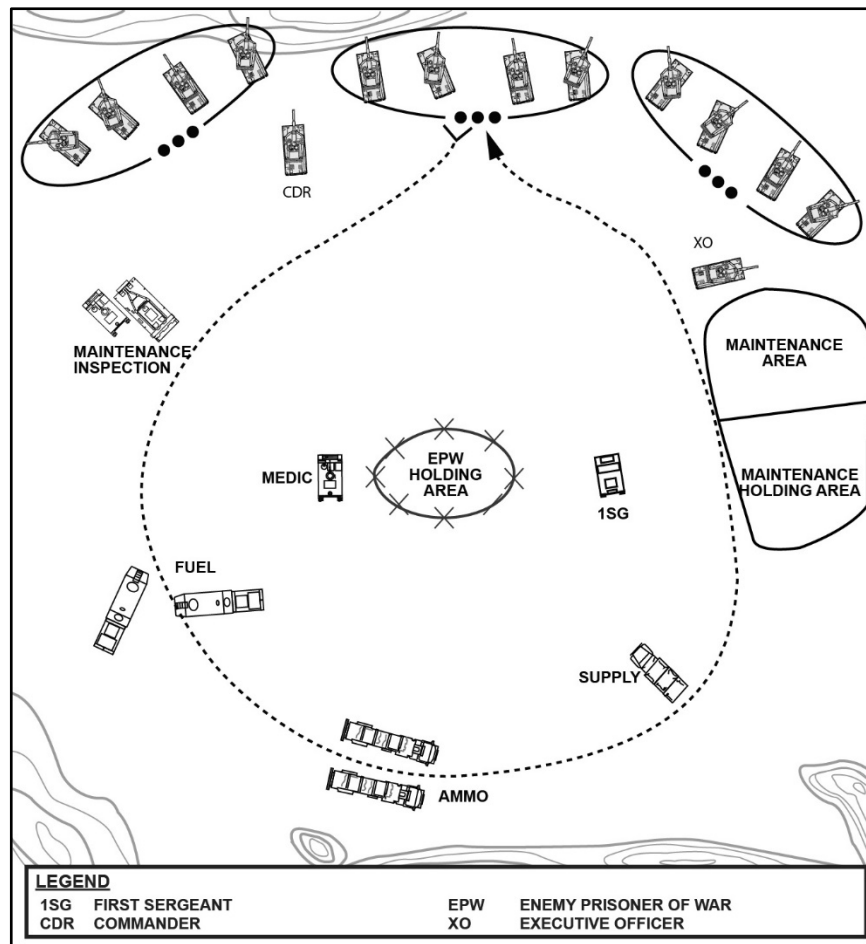 CDR
XO
MAINTENANCE
INSPECTION
MAINTENANCE
AREA
MEDIC
EPW
HOLDING
AREA
1SG
MAINTENANCE
HOLDING AREA
FUEL
SUPPLY
AMMO
LEGEND
1SG FIRST SERGEANT EPW ENEMY PRISONER OF WAR
CDR COMMANDER XO EXECUTIVE OFFICER